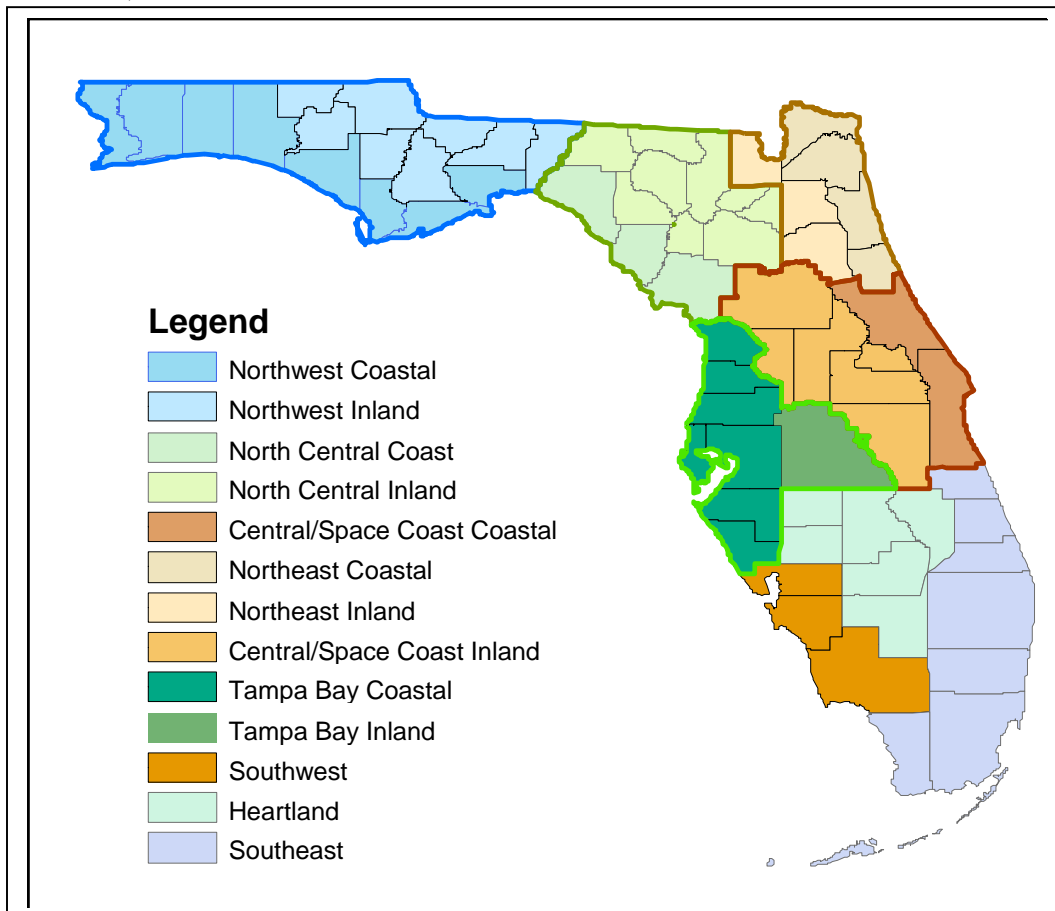 Legend
Northwest Coastal
Northwest Inland
North Central Coast
North Central Inland
Central/Space Coast Coastal
Northeast Coastal
Northeast Inland
Central/Space Coast Inland
Tampa Bay Coastal
Tampa Bay Inland
Southwest
Heartland
Southeast